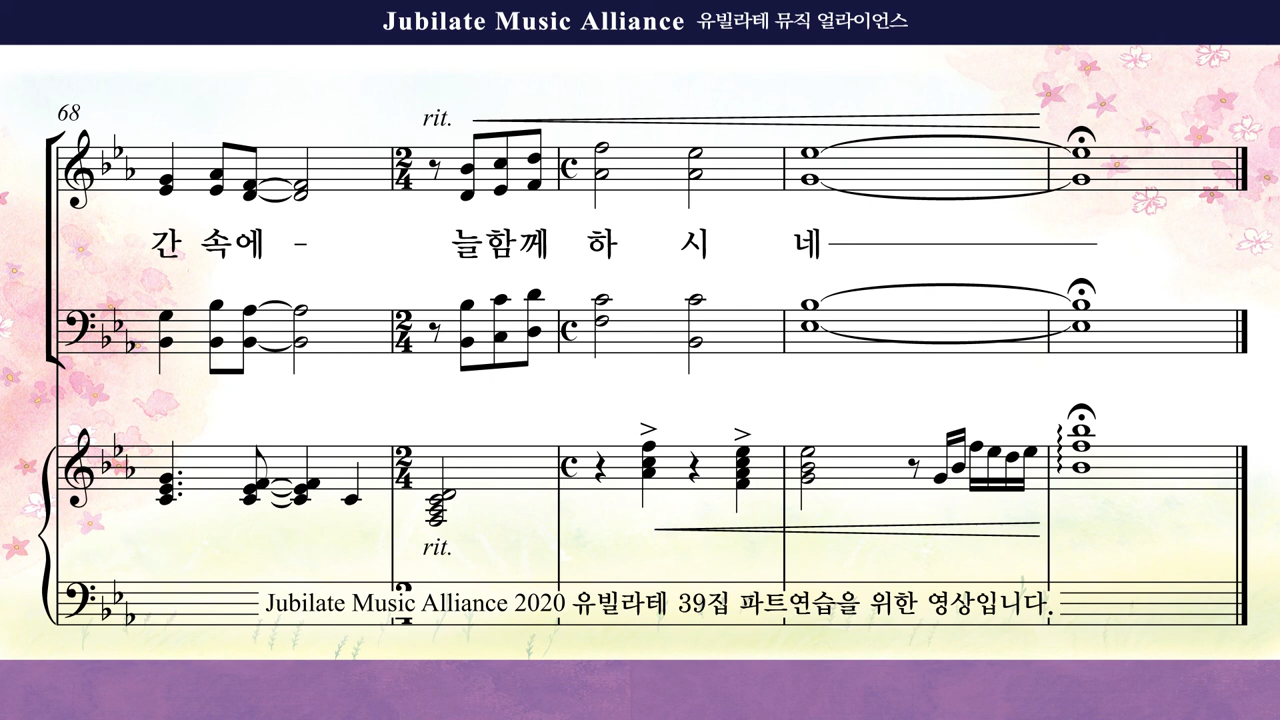 Jubilate Music Alliance 유빌라테 뮤직 얼라이언스
68
rit.
간 속에 - 늘함께 하 시 네
rit.
Jubilate Music Alliance 2020 유빌라테 39집 파트연습을 위한 영상입니다.